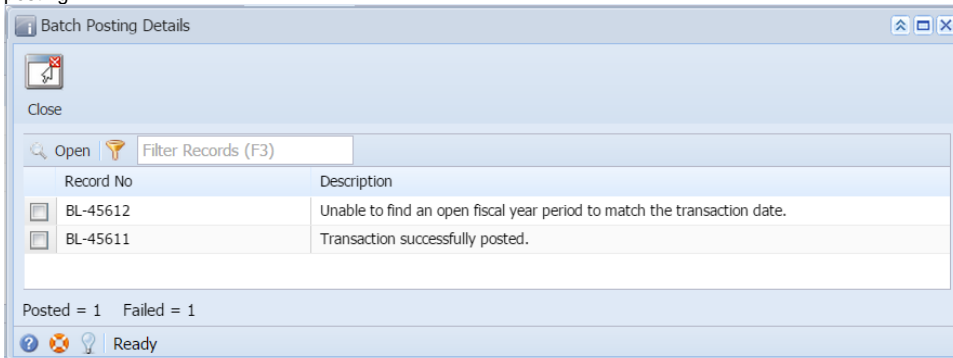 posting
Batch Posting Details
Close
Open Filter Records (F3)
Record No Description
BL-45612 Unable to find an open fiscal year period to match the transaction date.
BL-45611 Transaction successfully posted.
Posted = 1 Failed = 1
Ready